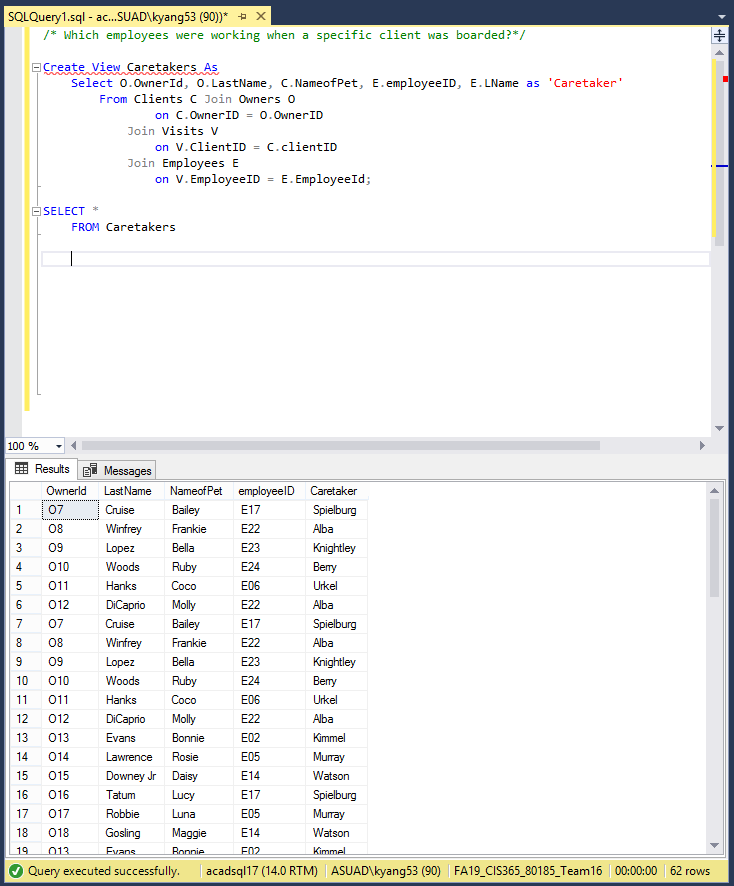 SQLQuery1.sql - ac...SUAD\kyang53 (90))*
/* Which employees were working when a specific client was boarded?*/
Create View Caretakers As
Select O.OwnerId, O.LastName, C.NameofPet, E.employeeID, E.LName as 'Caretaker'
From Clients C Join Owners O
on C.OwnerID = O.OwnerID
Join Visits V
on V.ClientID = C.clientID
Join Employees E
on V.EmployeeID = E.EmployeeId;
SELECT *
FROM Caretakers
100 %
Results Messages
OwnerId LastName NameofPet employeeID Caretaker
1 O7 Cruise Bailey E17 Spielburg
2 O8 Winfrey Frankie E22 Alba
3 O9 Lopez Bella E23 Knightley
4 O10 Woods Ruby E24 Berry
5 O11 Hanks Coco E06 Urkel
6 O12 DiCaprio Molly E22 Alba
7 O7 Cruise Bailey E17 Spielburg
8 O8 Winfrey Frankie E22 Alba
9 O9 Lopez Bella E23 Knightley
10 O10 Woods Ruby E24 Berry
11 O11 Hanks Coco E06 Urkel
12 O12 DiCaprio Molly E22 Alba
13 O13 Evans Bonnie E02 Kimmel
14 O14 Lawrence Rosie E05 Murray
15 O15 Downey Jr Daisy E14 Watson
16 O16 Tatum Lucy E17 Spielburg
17 O17 Robbie Luna E05 Murray
18 O18 Gosling Maggie E14 Watson
19 O13 Evans Bonnie E02 Kimmel
Query executed successfully. acadsql17 (14.0 RTM) ASUAD\kyang53 (90) FA19_CIS365_80185_Team16 00:00:00 62 rows